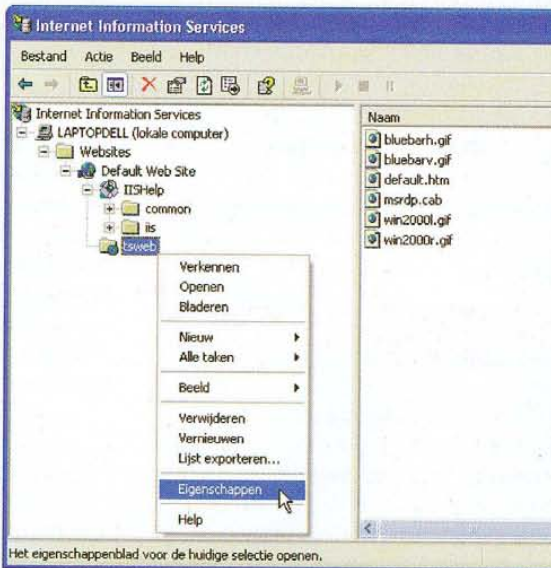 Internet Information Services
Bestand Actie Beeld Help
Internet Information Services
LAPTOPDELL (lokale computer)
Websites
Default Web Site
IISHelp
common
iis
tsweb
Verkennen
Openen
Bladeren
Nieuw
Alle taken
Beeld
Verwijderen
Vernieuwen
Lijst exporteren...
Eigenschappen
Help
Naam
bluebarh.gif
bluebarv.gif
default.htm
msrdp.cab
win2000l.gif
win2000r.gif
Het eigenschappenblad voor de huidige selectie openen.